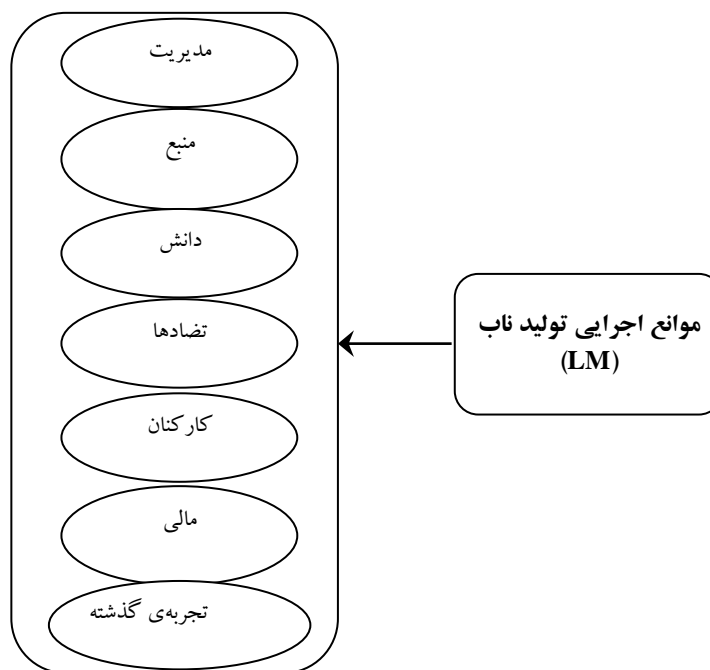 مدیریت
منبع
دانش
تضادها
کارکنان
مالی
تجربه‌ی گذشته
موانع اجرایی تولید ناب
(LM)